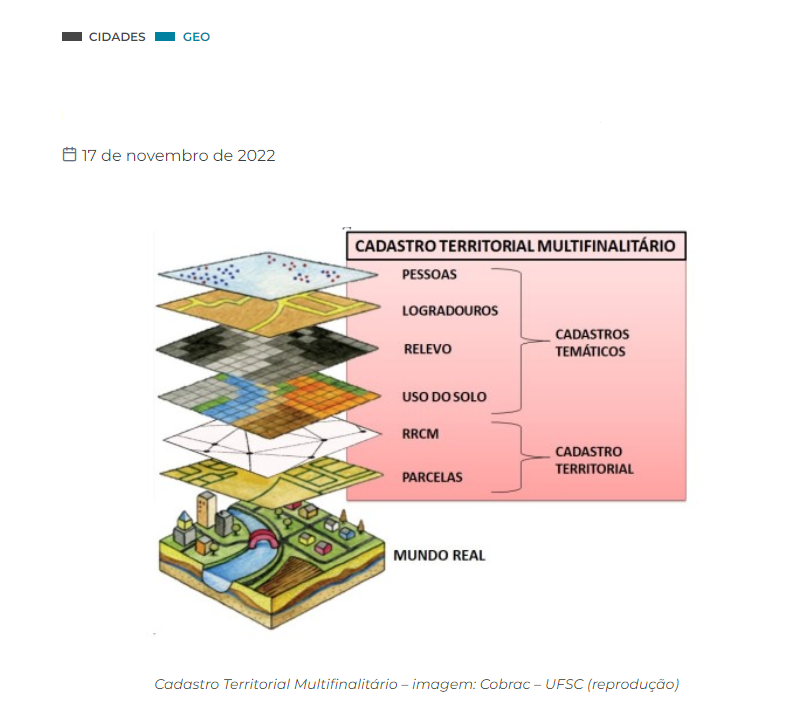 CIDADES GEO
17 de novembro de 2022
CADASTRO TERRITORIAL MULTIFINALITÁRIO
PESSOAS
LOGRADOUROS
RELEVO
USO DO SOLO
CADASTROS
TEMÁTICOS
RRCM
PARCELAS
CADASTRO
TERRITORIAL
MUNDO REAL
Cadastro Territorial Multifinalitário – imagem: Cobrac – UFSC (reprodução)